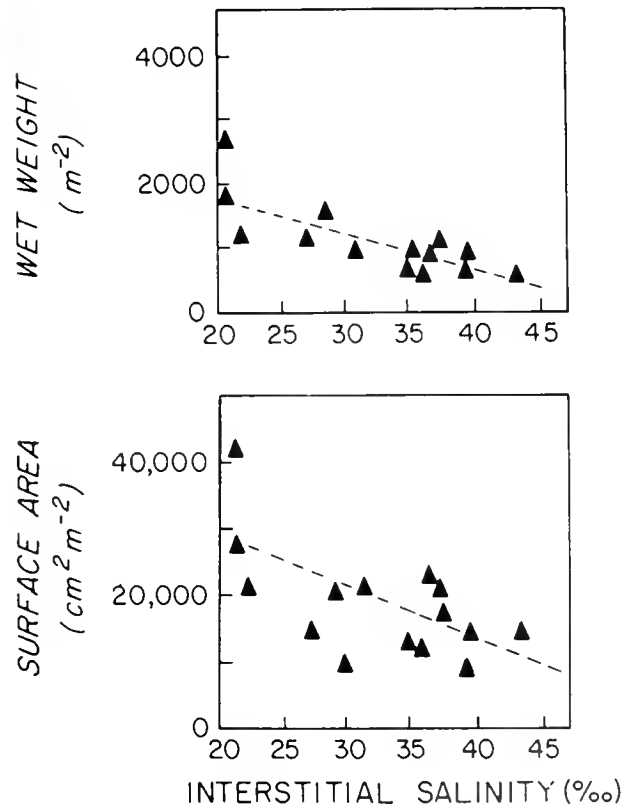 WET WEIGHT
(m⁻²)
4000
2000
0
20 25 30 35 40 45
SURFACE AREA
(cm² m⁻²)
40,000
20,000
0
20 25 30 35 40 45
INTERSTITIAL SALINITY (‰)